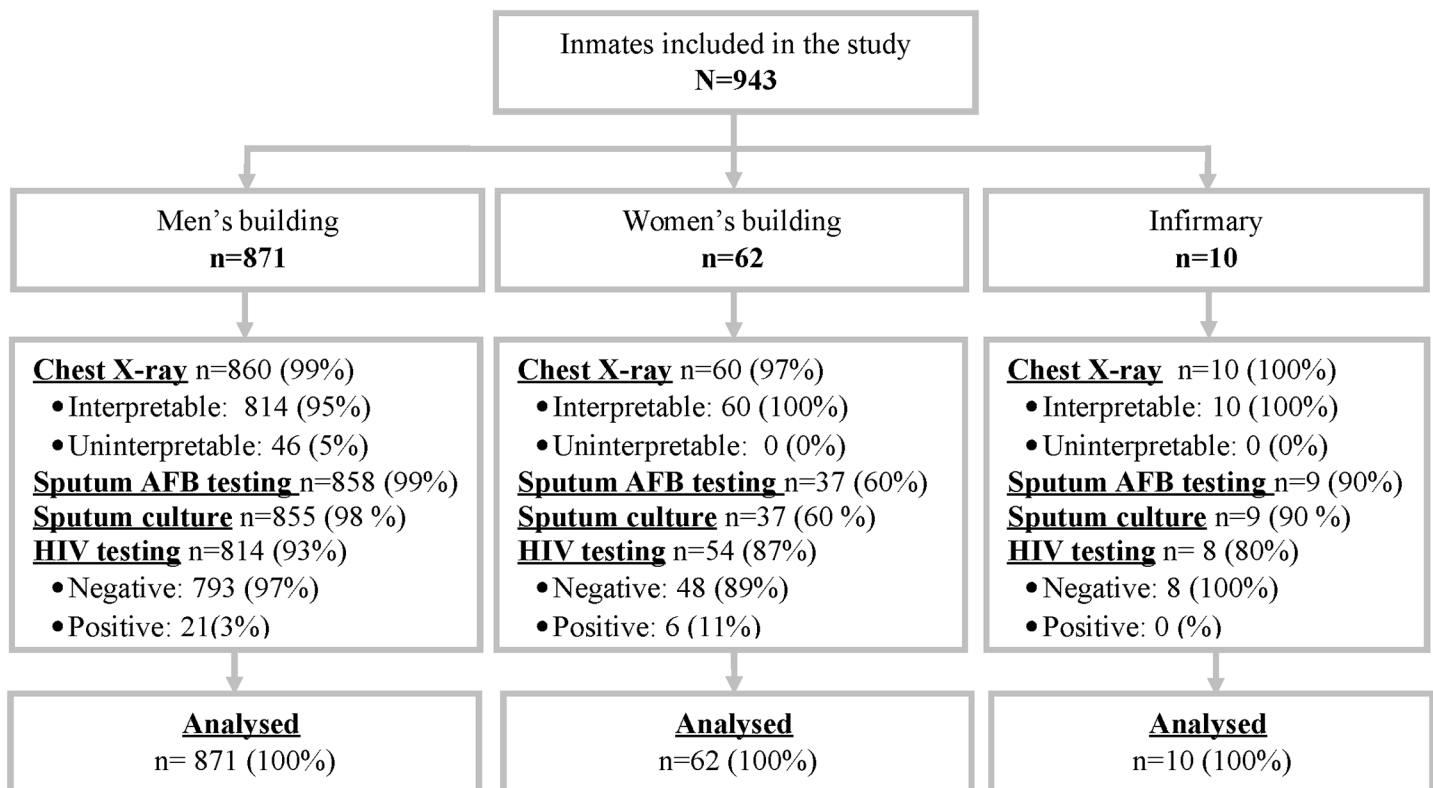 Inmates included in the study
N=943
Men’s building
n=871
Women’s building
n=62
Infirmary
n=10
Chest X-ray n=860 (99%)
• Interpretable: 814 (95%)
• Uninterpretable: 46 (5%)
Sputum AFB testing n=858 (99%)
Sputum culture n=855 (98 %)
HIV testing n=814 (93%)
• Negative: 793 (97%)
• Positive: 21(3%)
Chest X-ray n=60 (97%)
• Interpretable: 60 (100%)
• Uninterpretable: 0 (0%)
Sputum AFB testing n=37 (60%)
Sputum culture n=37 (60 %)
HIV testing n=54 (87%)
• Negative: 48 (89%)
• Positive: 6 (11%)
Chest X-ray n=10 (100%)
• Interpretable: 10 (100%)
• Uninterpretable: 0 (0%)
Sputum AFB testing n=9 (90%)
Sputum culture n=9 (90 %)
HIV testing n= 8 (80%)
• Negative: 8 (100%)
• Positive: 0 (%)
Analysed
n= 871 (100%)
Analysed
n=62 (100%)
Analysed
n=10 (100%)